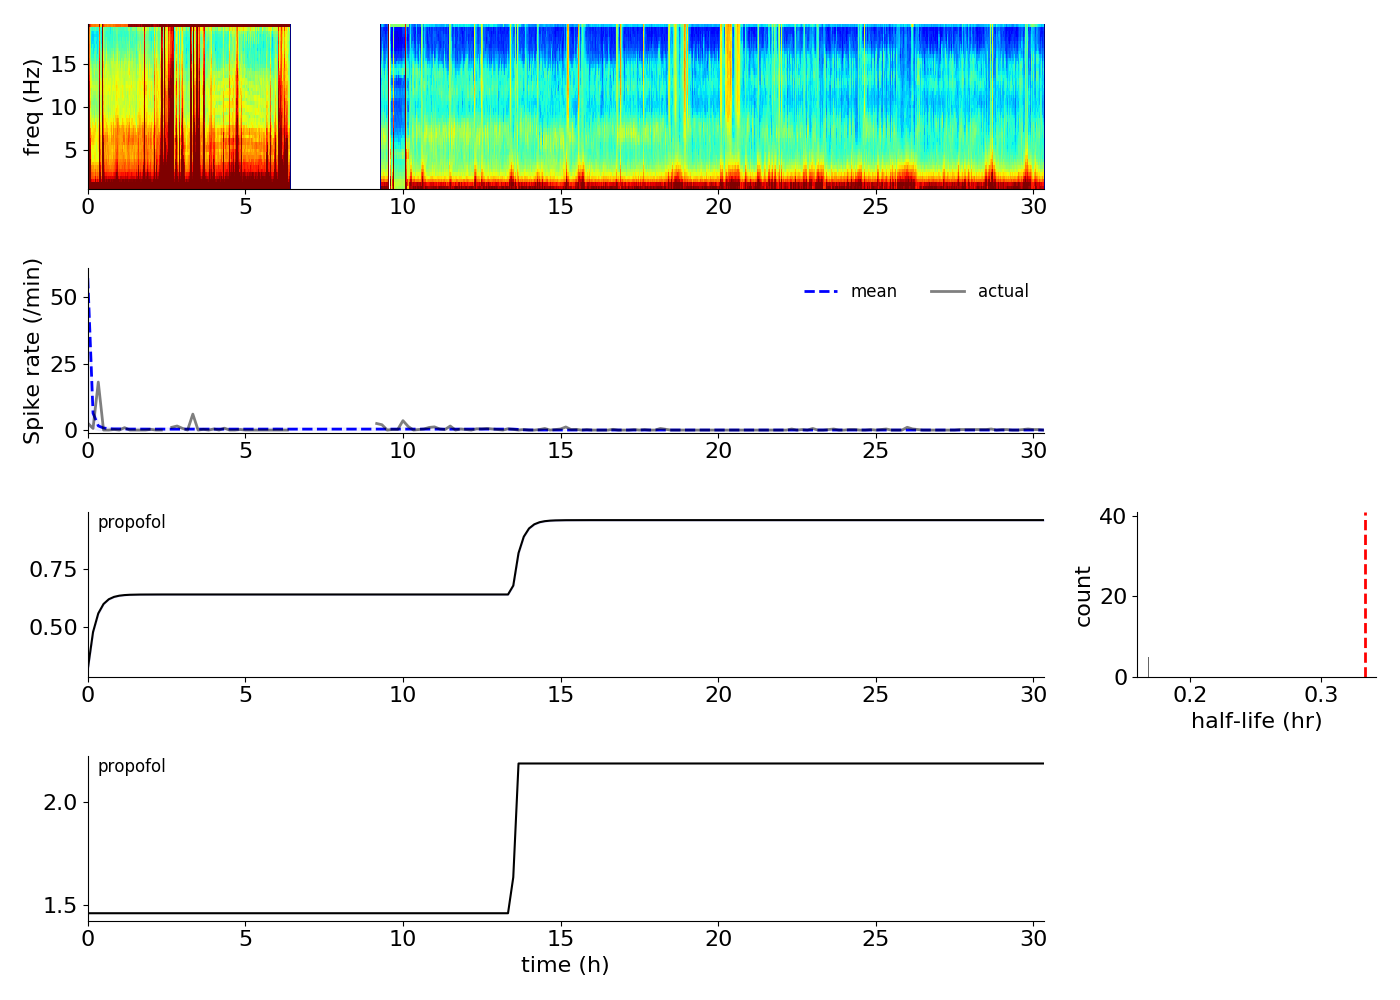 freq (Hz)
15
10
5
0 5 10 15 20 25 30
Spike rate (/min)
50
25
0
mean actual
0 5 10 15 20 25 30
propofol
0.75
0.50
0 5 10 15 20 25 30
count
40
20
0
0.2 0.3
half-life (hr)
propofol
2.0
1.5
0 5 10 15 20 25 30
time (h)